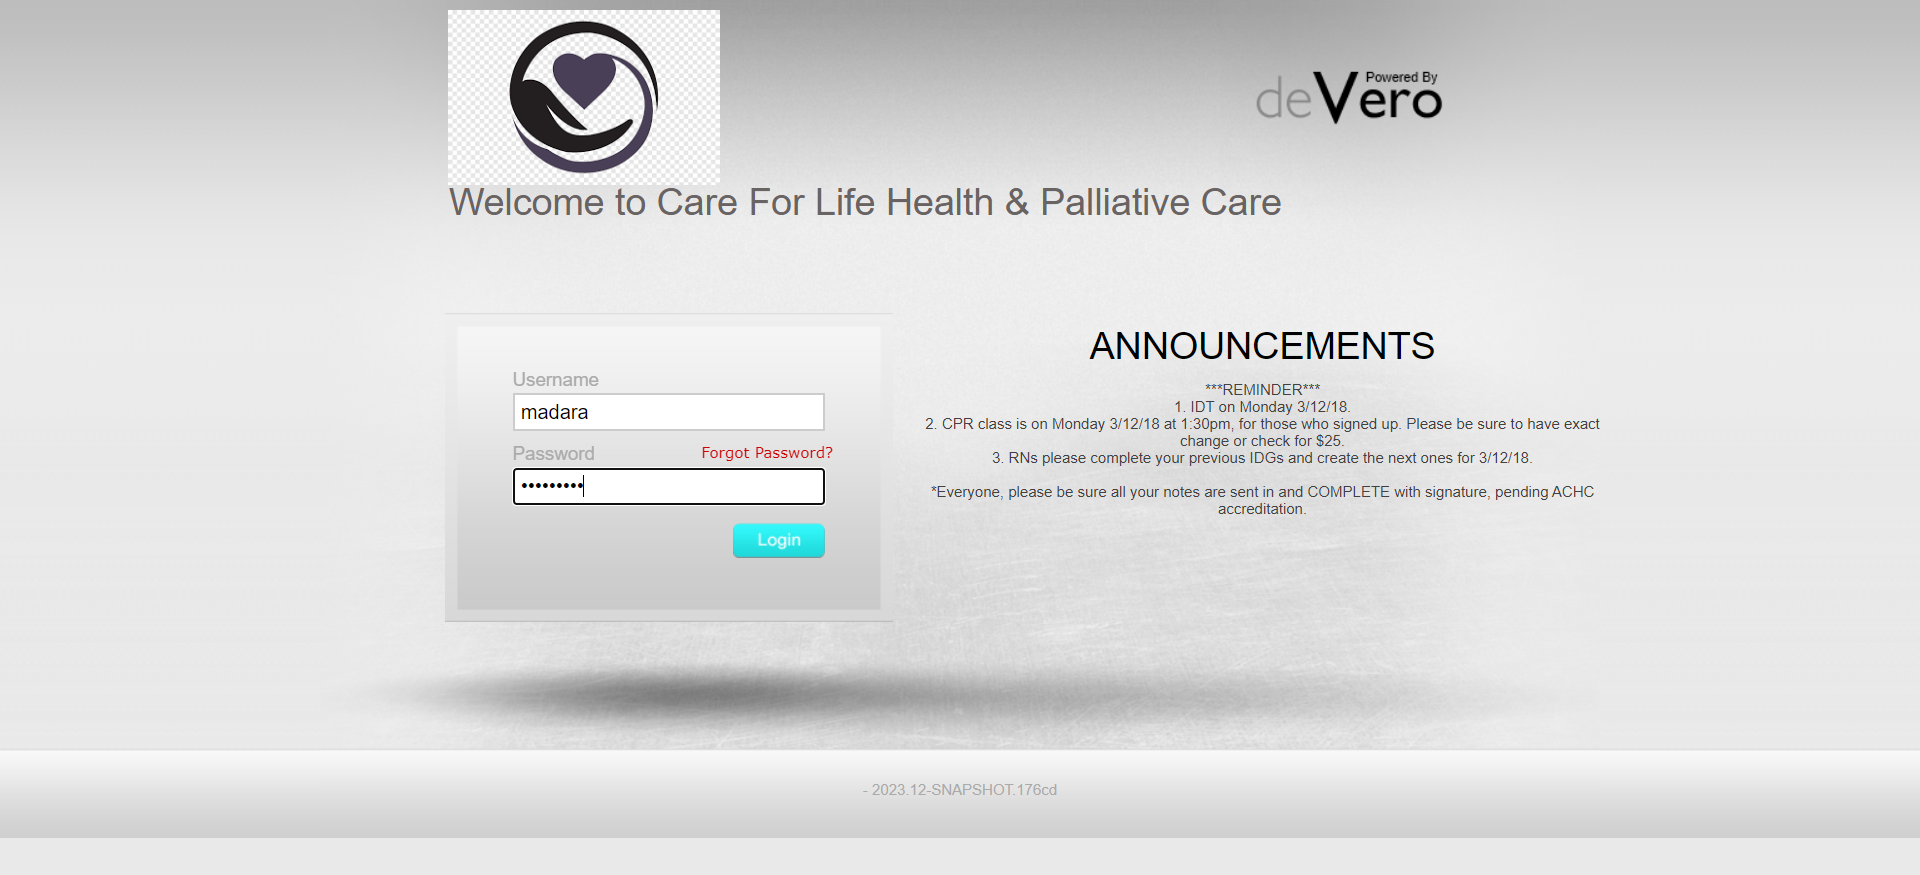 Powered By
deVero
Welcome to Care For Life Health & Palliative Care
Username
madara
Password Forgot Password?
•••••••••
Login
ANNOUNCEMENTS
***REMINDER***
1. IDT on Monday 3/12/18.
2. CPR class is on Monday 3/12/18 at 1:30pm, for those who signed up. Please be sure to have exact
change or check for $25.
3. RNs please complete your previous IDGs and create the next ones for 3/12/18.
*Everyone, please be sure all your notes are sent in and COMPLETE with signature, pending ACHC
accreditation.
- 2023.12-SNAPSHOT.176cd